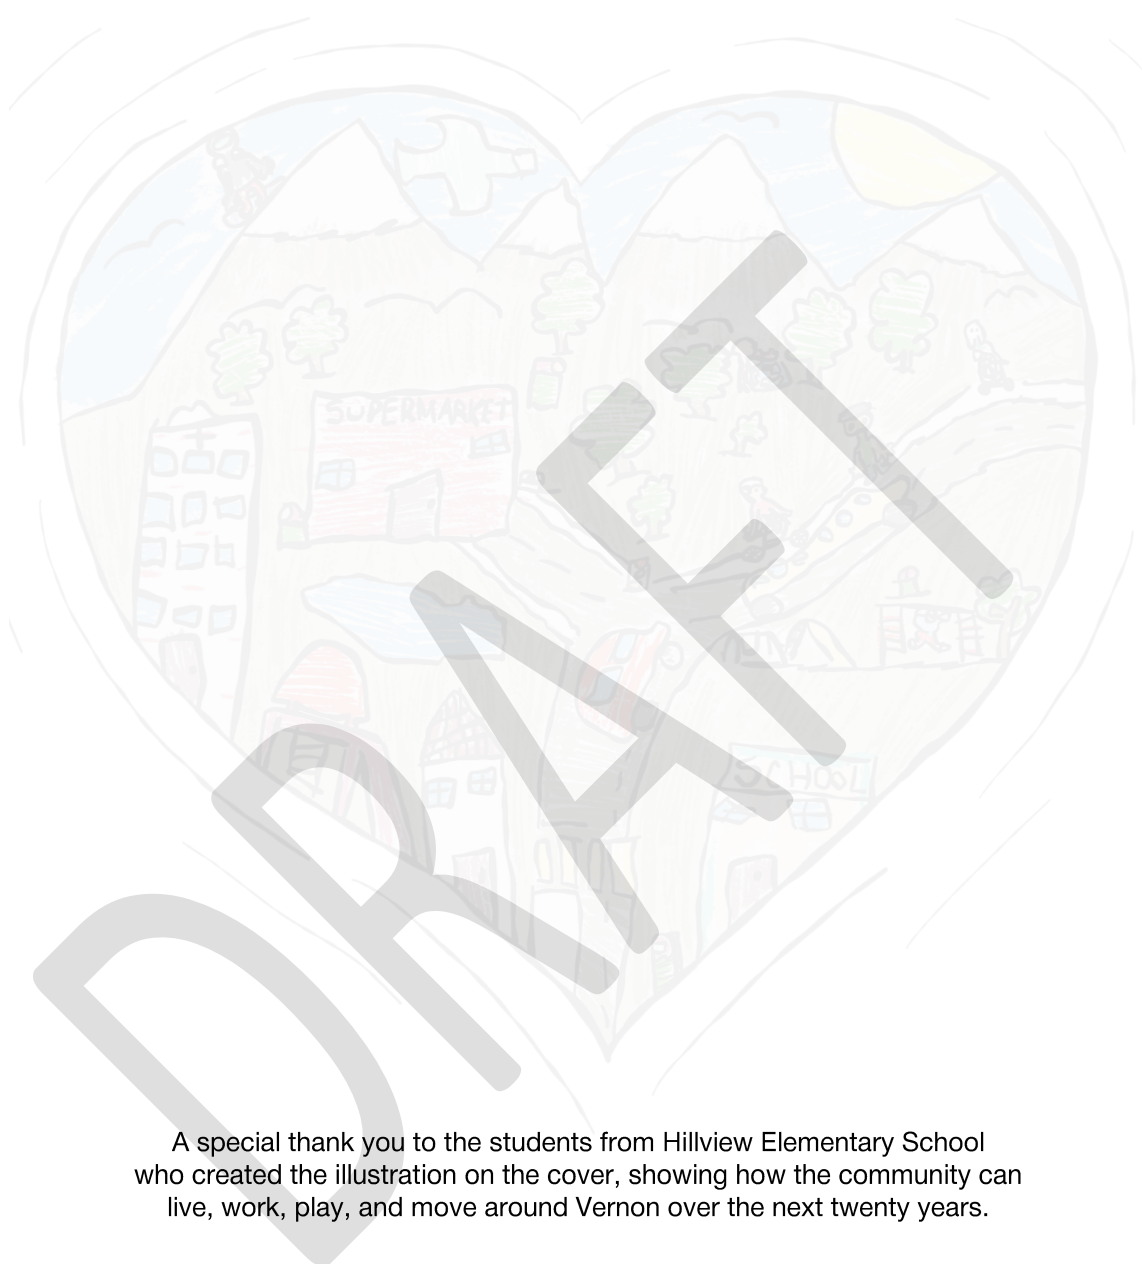 SUPERMARKET
SCHOOL
DRAFT
A special thank you to the students from Hillview Elementary School
who created the illustration on the cover, showing how the community can
live, work, play, and move around Vernon over the next twenty years.